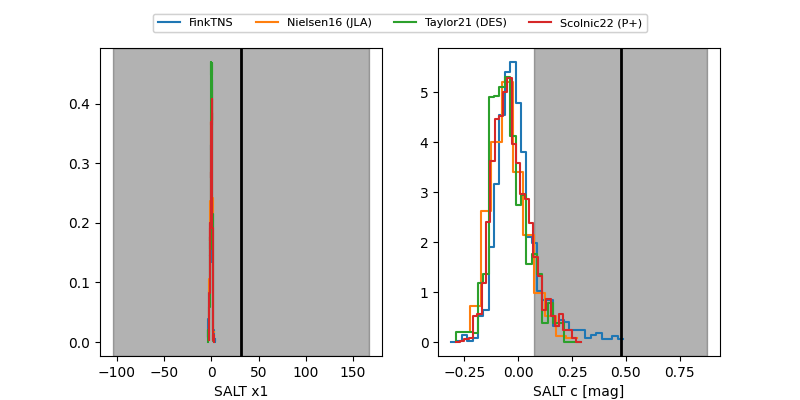 FinkTNS Nielsen16 (JLA) Taylor21 (DES) Scolnic22 (P+)
0.4
0.3
0.2
0.1
0.0
−100 −50 0 50 100 150
SALT x1
5
4
3
2
1
0
−0.25 0.00 0.25 0.50 0.75
SALT c [mag]